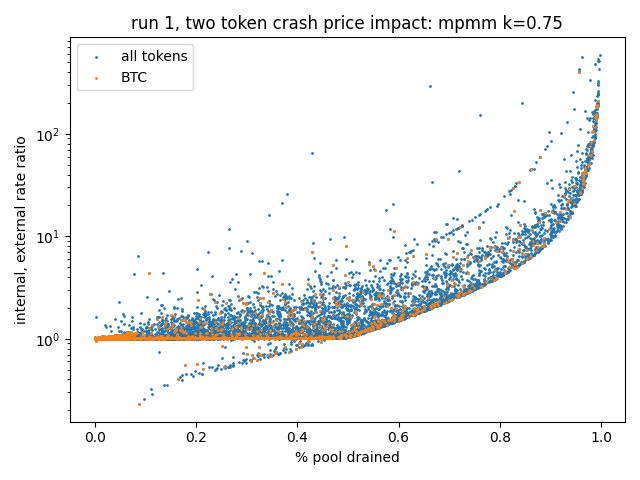 run 1, two token crash price impact: mpmm k=0.75
all tokens
BTC
internal, external rate ratio
10²
10¹
10⁰
0.0 0.2 0.4 0.6 0.8 1.0
% pool drained